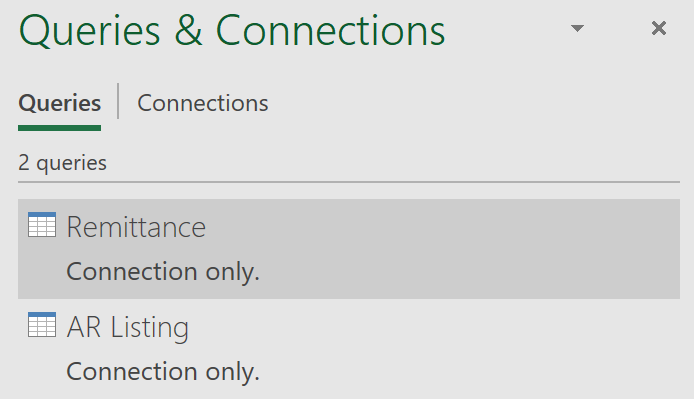 Queries & Connections
Queries Connections
2 queries
Remittance
Connection only.
AR Listing
Connection only.